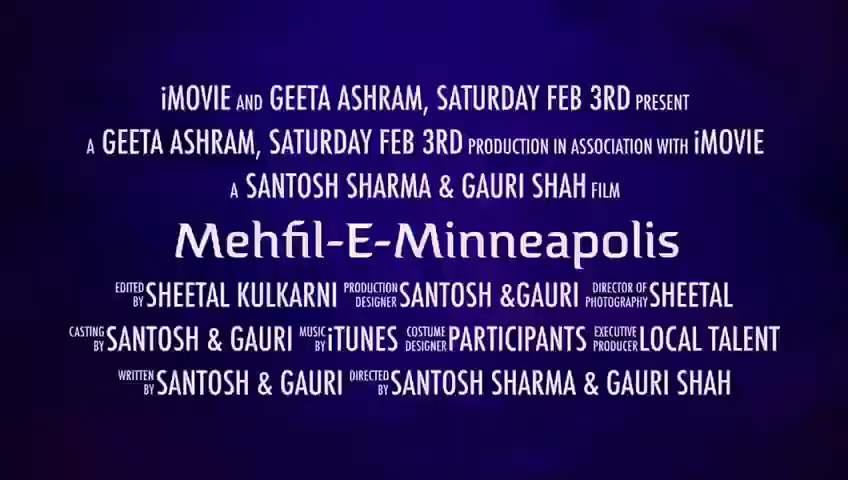 iMOVIE AND GEETA ASHRAM, SATURDAY FEB 3RD PRESENT
A GEETA ASHRAM, SATURDAY FEB 3RD PRODUCTION IN ASSOCIATION WITH iMOVIE
A SANTOSH SHARMA & GAURI SHAH FILM
Mehfil-E-Minneapolis
EDITED BY SHEETAL KULKARNI PRODUCTION DESIGNER SANTOSH &GAURI DIRECTOR OF PHOTOGRAPHY SHEETAL
CASTING BY SANTOSH & GAURI MUSIC BY iTUNES COSTUME DESIGNER PARTICIPANTS EXECUTIVE PRODUCER LOCAL TALENT
WRITTEN BY SANTOSH & GAURI DIRECTED BY SANTOSH SHARMA & GAURI SHAH